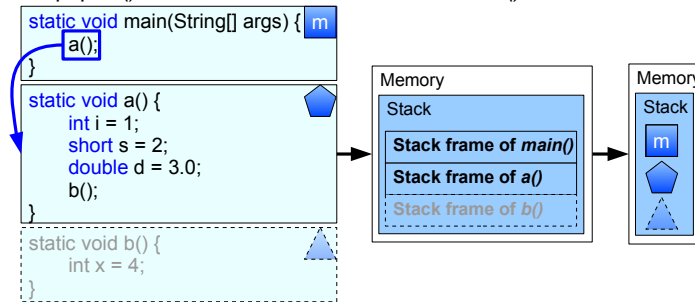 static void main(String[] args) {
a();
}
m
static void a() {
int i = 1;
short s = 2;
double d = 3.0;
b();
}
static void b() {
int x = 4;
}
Memory
Stack
Stack frame of main()
Stack frame of a()
Stack frame of b()
Memory
Stack
m